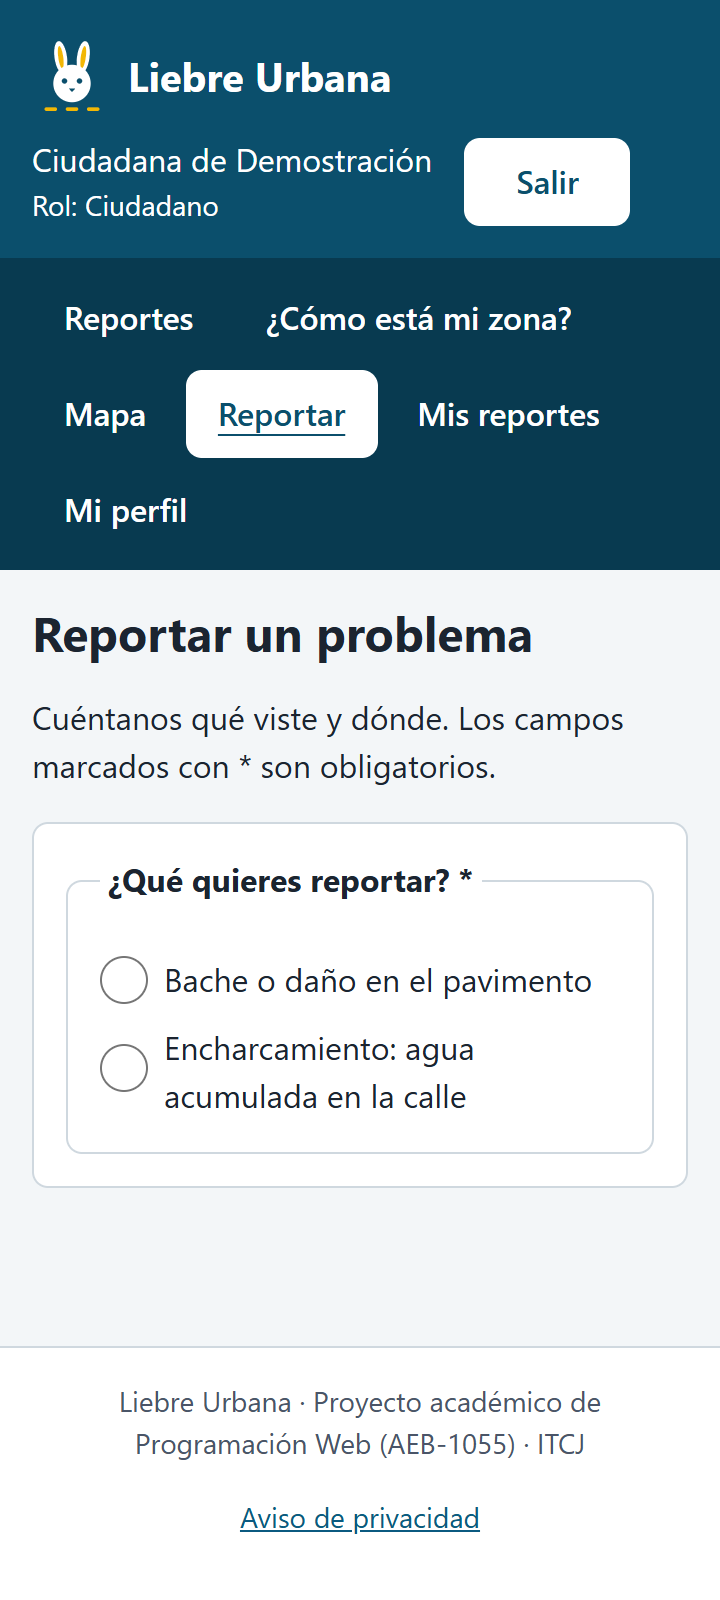 Liebre Urbana
Ciudadana de Demostración
Rol: Ciudadano
Salir
Reportes
¿Cómo está mi zona?
Mapa
Reportar
Mis reportes
Mi perfil
Reportar un problema
Cuéntanos qué viste y dónde. Los campos
marcados con * son obligatorios.
¿Qué quieres reportar? *
Bache o daño en el pavimento
Encharcamiento: agua
acumulada en la calle
Liebre Urbana · Proyecto académico de
Programación Web (AEB-1055) · ITCJ
Aviso de privacidad